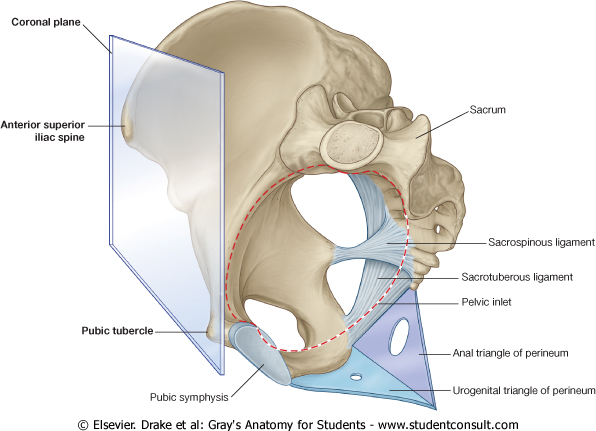 Coronal plane
Anterior superior
iliac spine
Sacrum
Sacrospinous ligament
Sacrotuberous ligament
Pelvic inlet
Pubic tubercle
Anal triangle of perineum
Pubic symphysis
Urogenital triangle of perineum
© Elsevier. Drake et al: Gray's Anatomy for Students - www.studentconsult.com